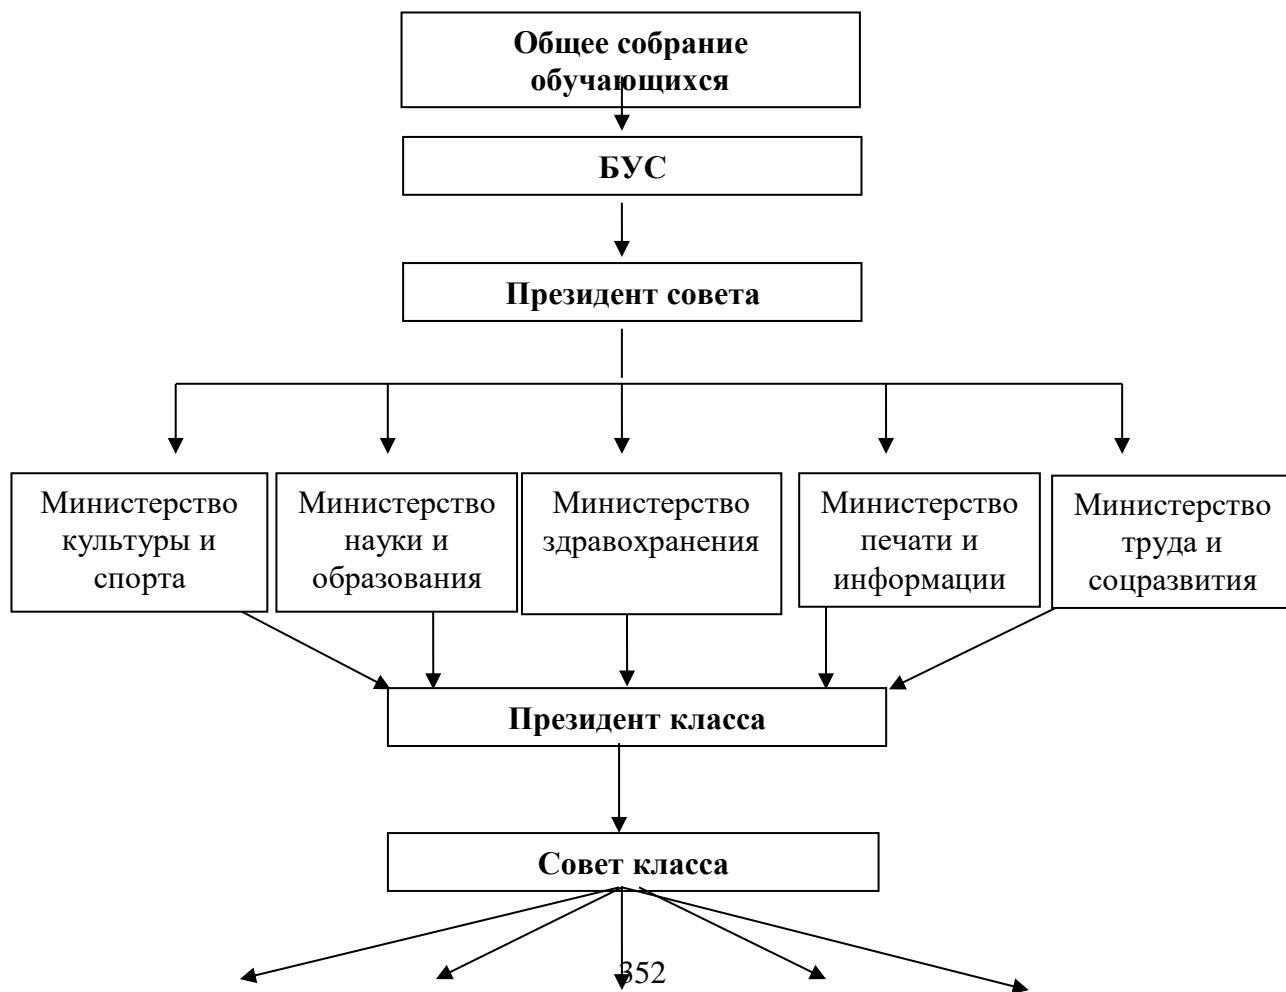 Общее собрание
обучающихся
БУС
Президент совета
Министерство
культуры и
спорта
Министерство
науки и
образования
Министерство
здравохранения
Министерство
печати и
информации
Министерство
труда и
соцразвития
Президент класса
Совет класса
352